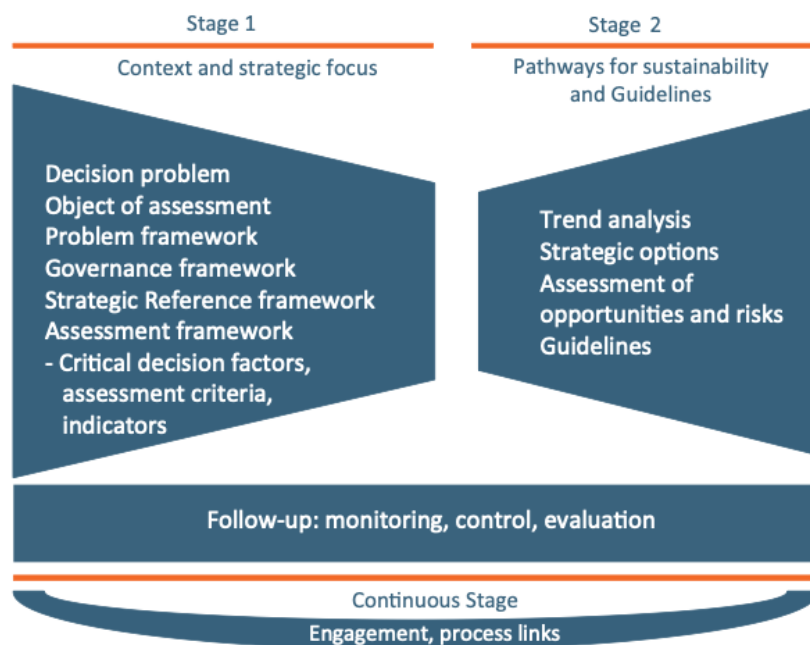 Stage 1
Context and strategic focus
Decision problem
Object of assessment
Problem framework
Governance framework
Strategic Reference framework
Assessment framework
- Critical decision factors,
assessment criteria,
indicators
Stage 2
Pathways for sustainability
and Guidelines
Trend analysis
Strategic options
Assessment of
opportunities and risks
Guidelines
Follow-up: monitoring, control, evaluation
Continuous Stage
Engagement, process links